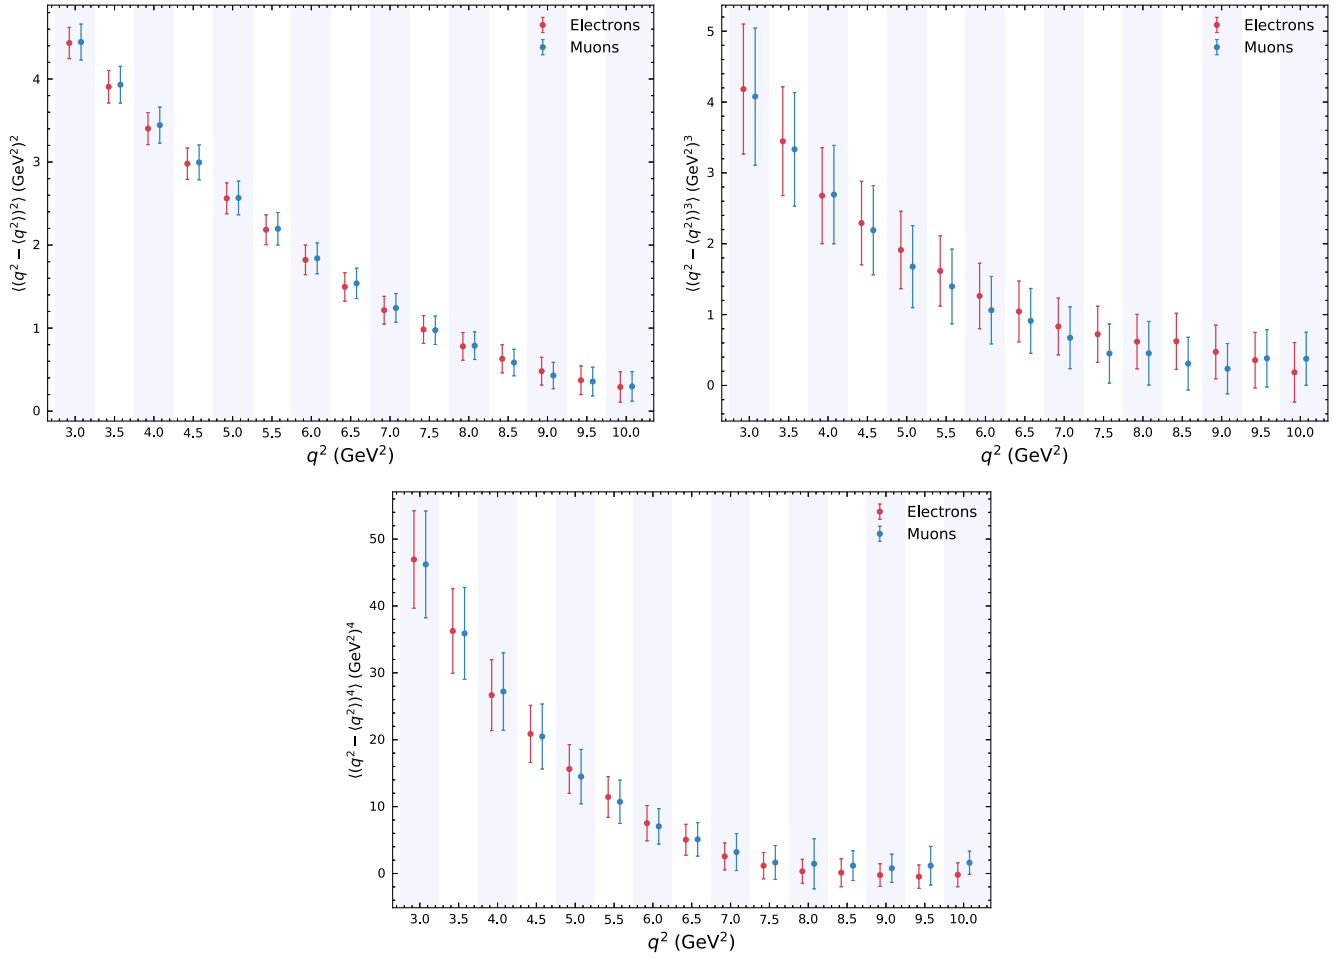 Electrons
Muons
⟨(q² − ⟨q²⟩)²⟩ (GeV²)²
4
3
2
1
0
3.0 3.5 4.0 4.5 5.0 5.5 6.0 6.5 7.0 7.5 8.0 8.5 9.0 9.5 10.0
q² (GeV²)
Electrons
Muons
⟨(q² − ⟨q²⟩)³⟩ (GeV²)³
5
4
3
2
1
0
3.0 3.5 4.0 4.5 5.0 5.5 6.0 6.5 7.0 7.5 8.0 8.5 9.0 9.5 10.0
q² (GeV²)
Electrons
Muons
⟨(q² − ⟨q²⟩)⁴⟩ (GeV²)⁴
50
40
30
20
10
0
3.0 3.5 4.0 4.5 5.0 5.5 6.0 6.5 7.0 7.5 8.0 8.5 9.0 9.5 10.0
q² (GeV²)